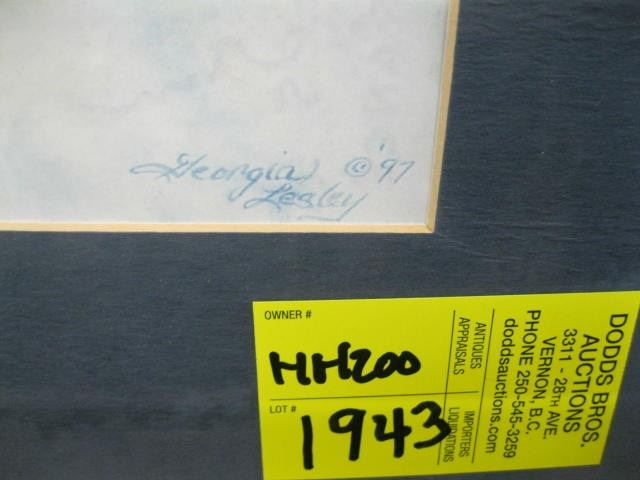 Georgia © '97
Lesley
OWNER #
HH200
LOT #
1943
ANTIQUES
APPRAISALS
IMPORTERS
LIQUIDATIONS
DODDS BROS.
AUCTIONS
3311 - 28TH AVE.
VERNON, B.C.
PHONE 250-545-3259
doddsauctions.com